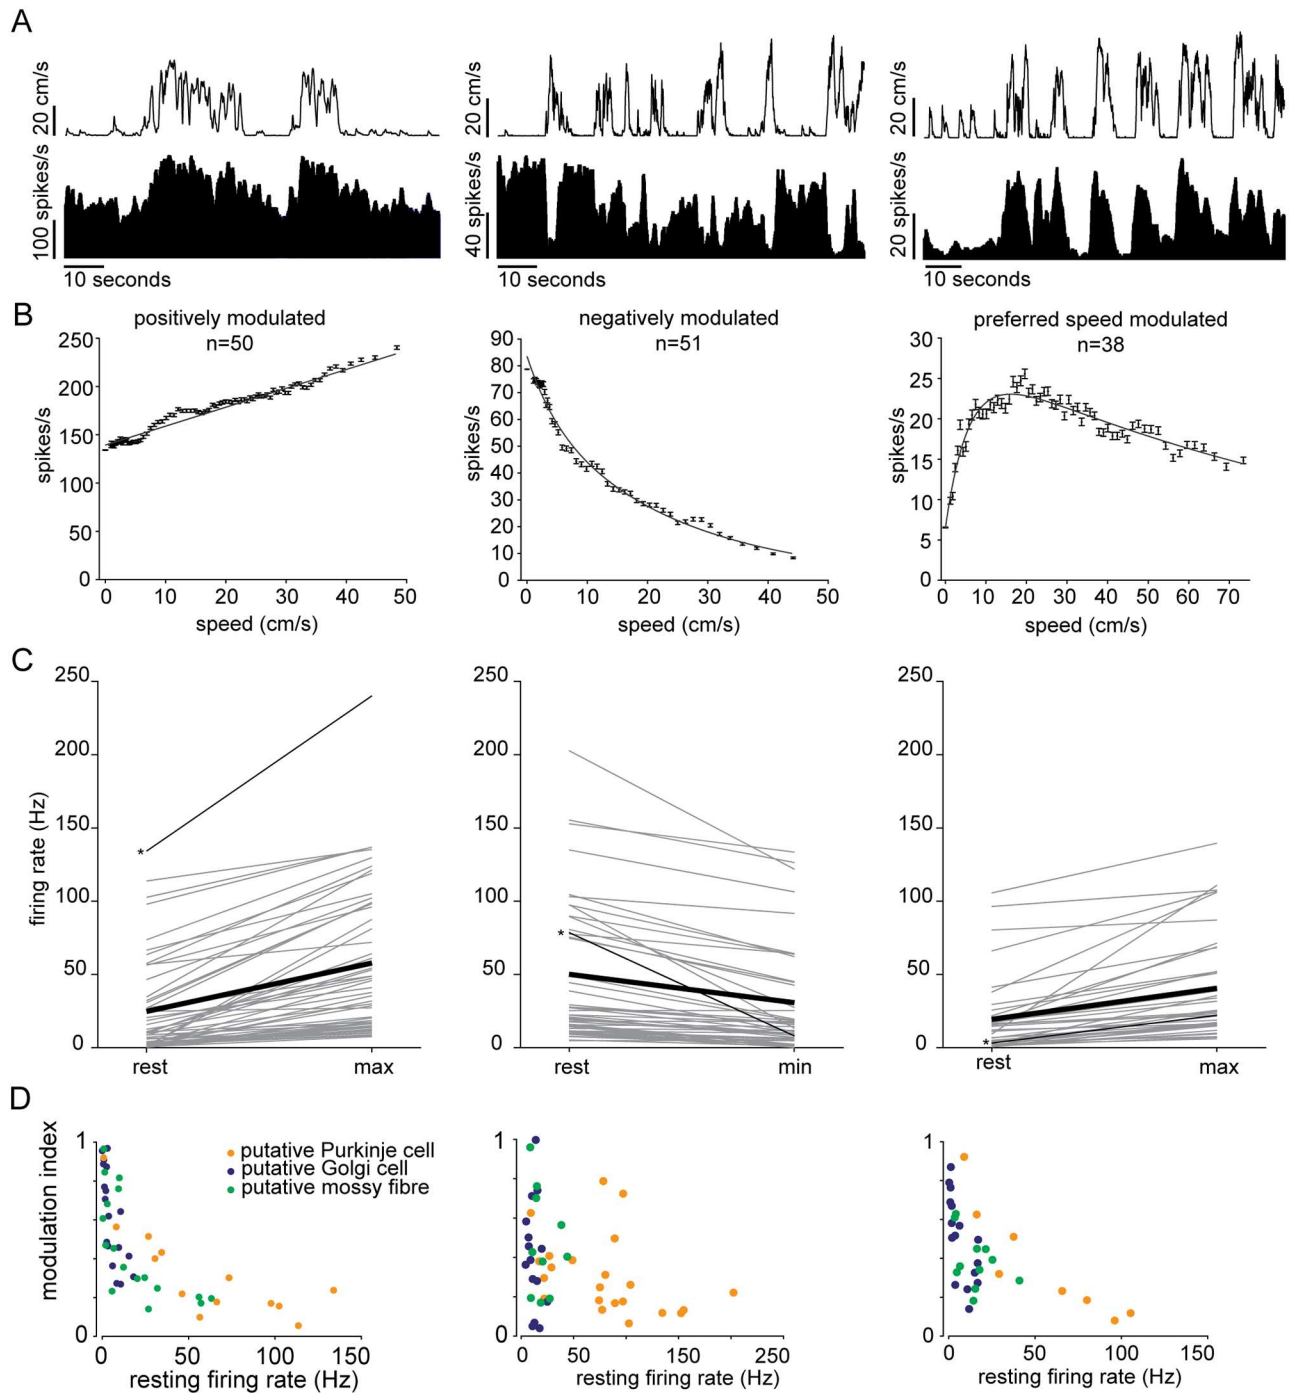 A
20 cm/s
20 cm/s
20 cm/s
100 spikes/s
40 spikes/s
20 spikes/s
10 seconds
10 seconds
10 seconds
B
positively modulated
n=50
negatively modulated
n=51
preferred speed modulated
n=38
250
200
150
100
50
0
spikes/s
0 10 20 30 40 50
speed (cm/s)
90
80
70
60
50
40
30
20
10
0
spikes/s
0 10 20 30 40 50
speed (cm/s)
30
25
20
15
10
5
0
spikes/s
0 10 20 30 40 50 60 70
speed (cm/s)
C
250
200
150
100
50
0
firing rate (Hz)
*
rest max
250
200
150
100
50
0
*
rest min
250
200
150
100
50
0
*
rest max
D
modulation index
1
0
putative Purkinje cell
putative Golgi cell
putative mossy fibre
0 50 100 150
resting firing rate (Hz)
1
0
0 50 150 200 250
resting firing rate (Hz)
1
0
0 50 100 150
resting firing rate (Hz)